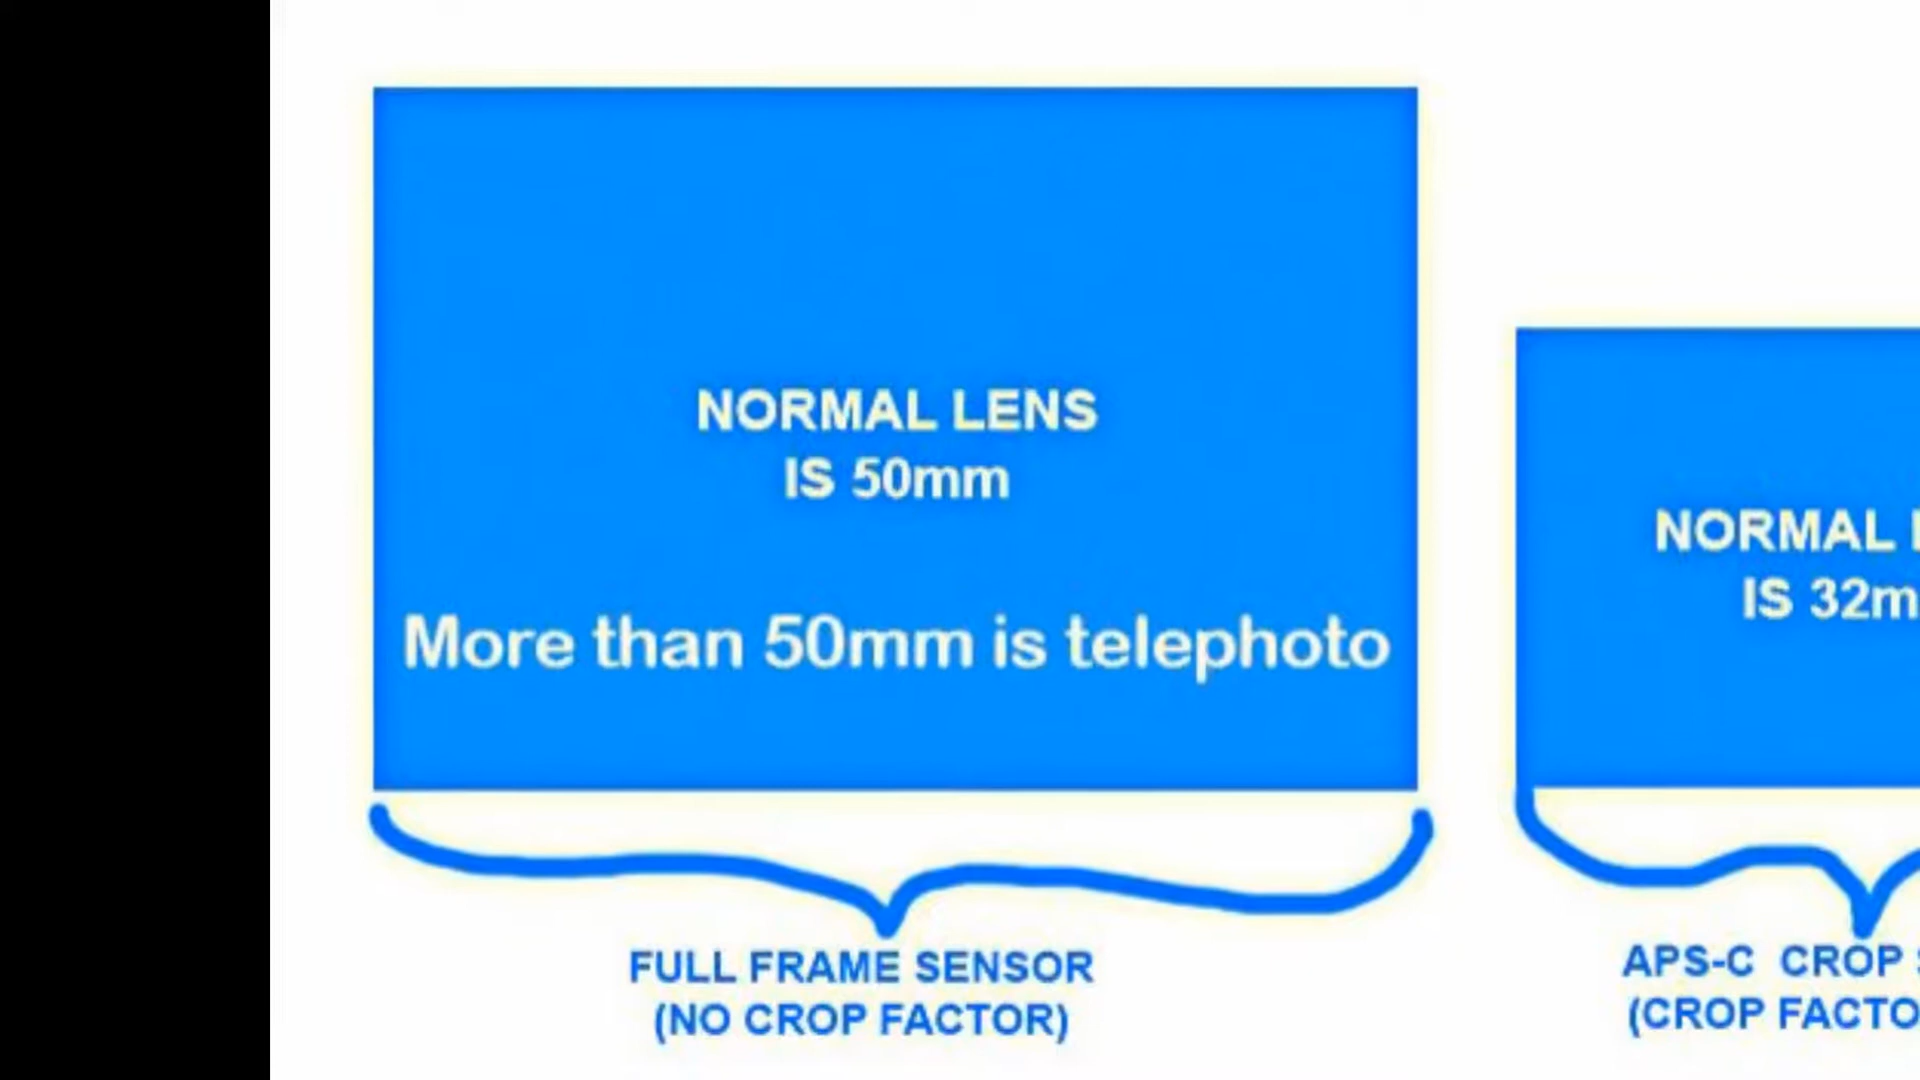 NORMAL LENS
IS 50mm
More than 50mm is telephoto
FULL FRAME SENSOR
(NO CROP FACTOR)
NORMAL
IS 32m
APS-C CROP
(CROP FACTO